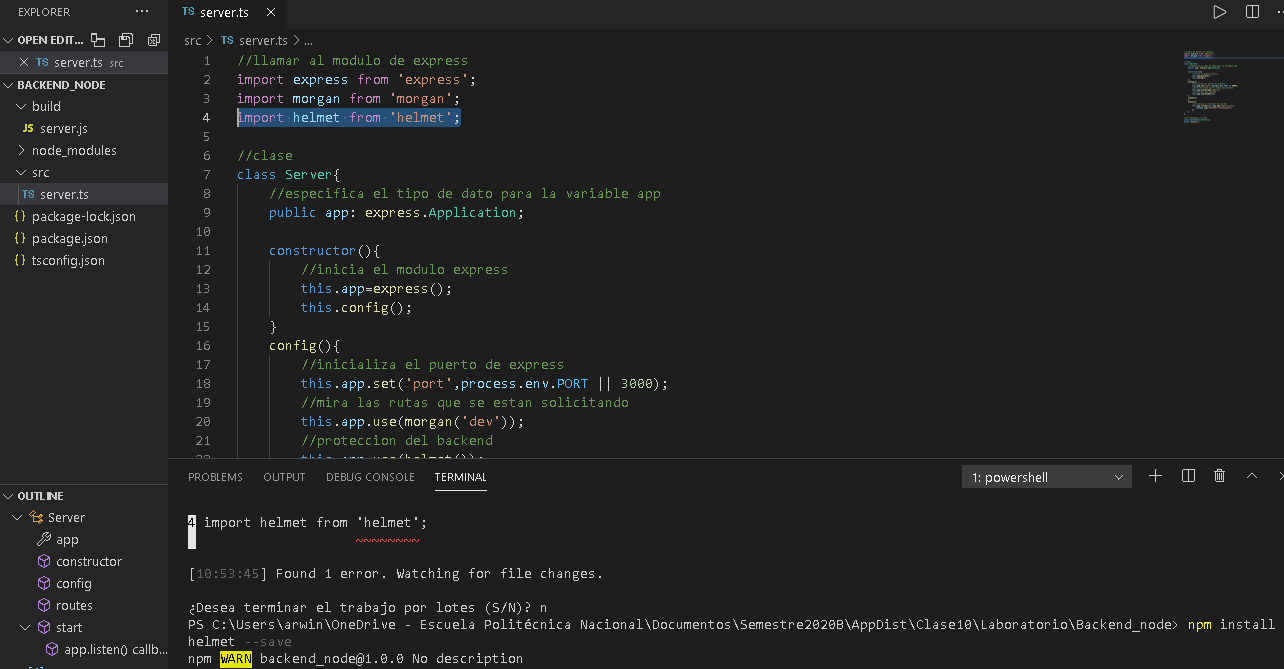 EXPLORER ...
TS server.ts
OPEN EDIT...
TS server.ts src
BACKEND_NODE
build
JS server.js
node_modules
src
TS server.ts
{} package-lock.json
{} package.json
{} tsconfig.json
OUTLINE
Server
app
constructor
config
routes
start
app.listen() callb...
src > TS server.ts > ...
1 //llamar al modulo de express
2 import express from 'express';
3 import morgan from 'morgan';
4 import helmet from 'helmet';
5
6 //clase
7 class Server{
8 //especifica el tipo de dato para la variable app
9 public app: express.Application;
10
11 constructor(){
12 //inicia el modulo express
13 this.app=express();
14 this.config();
15 }
16 config(){
17 //inicializa el puerto de express
18 this.app.set('port',process.env.PORT || 3000);
19 //mira las rutas que se estan solicitando
20 this.app.use(morgan('dev'));
21 //proteccion del backend
22 this.app.use(helmet());
PROBLEMS OUTPUT DEBUG CONSOLE TERMINAL 1: powershell
4 import helmet from 'helmet';
~~~~~~~~
[10:53:45] Found 1 error. Watching for file changes.
¿Desea terminar el trabajo por lotes (S/N)? n
PS C:\Users\arwin\OneDrive - Escuela Politécnica Nacional\Documentos\Semestre2020B\AppDist\Clase10\Laboratorio\Backend_node> npm install
helmet --save
npm WARN backend_node@1.0.0 No description